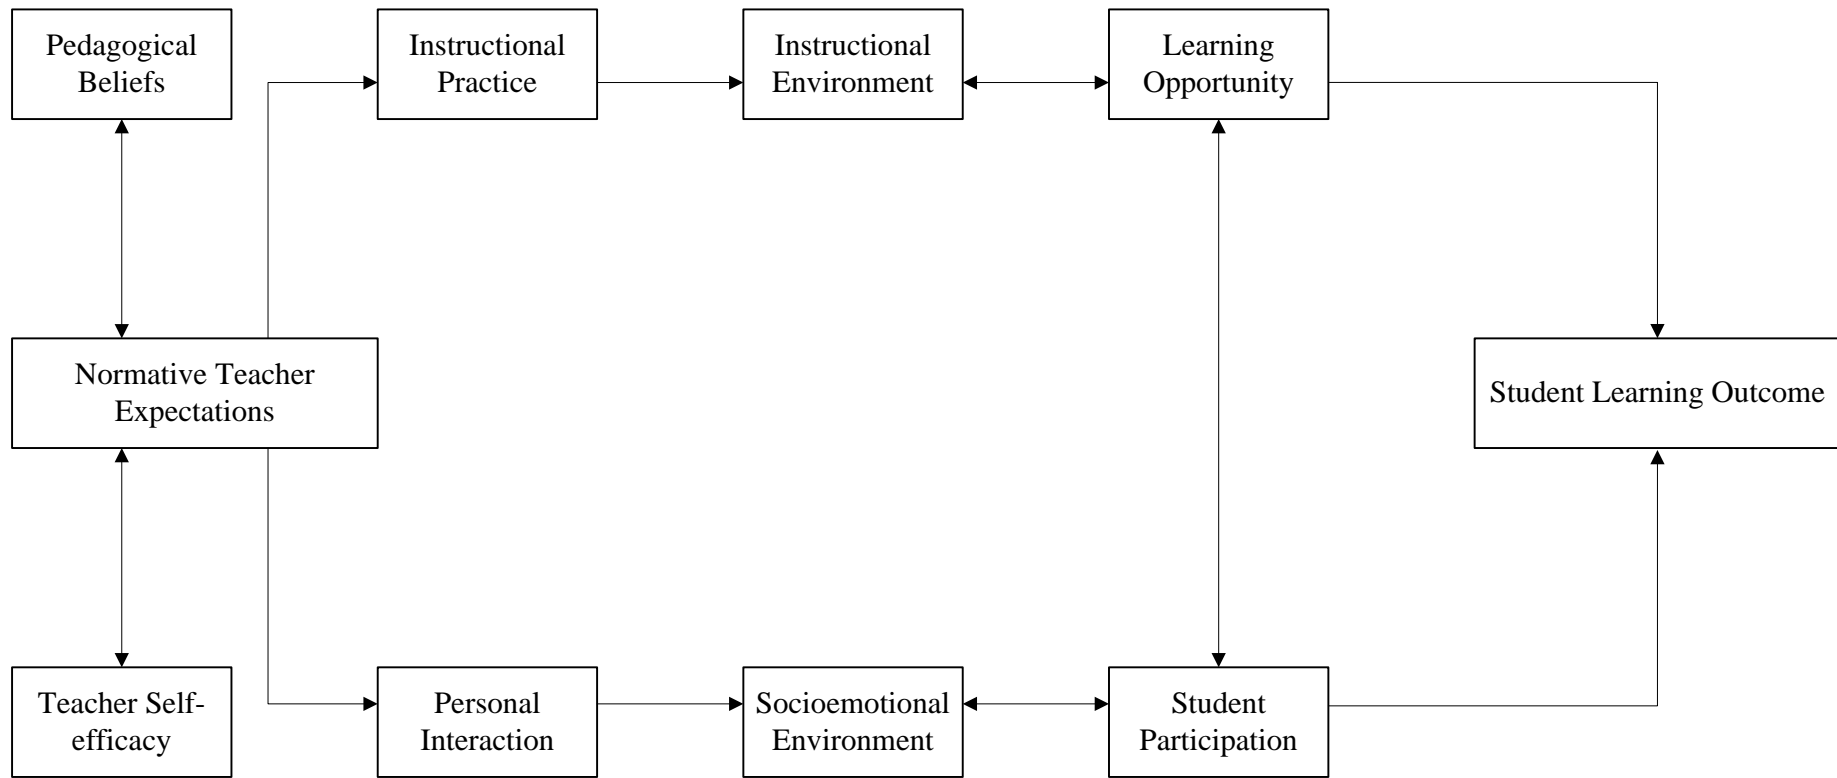 Pedagogical
Beliefs
Instructional
Practice
Instructional
Environment
Learning
Opportunity
Normative Teacher
Expectations
Student Learning Outcome
Teacher Self-
efficacy
Personal
Interaction
Socioemotional
Environment
Student
Participation